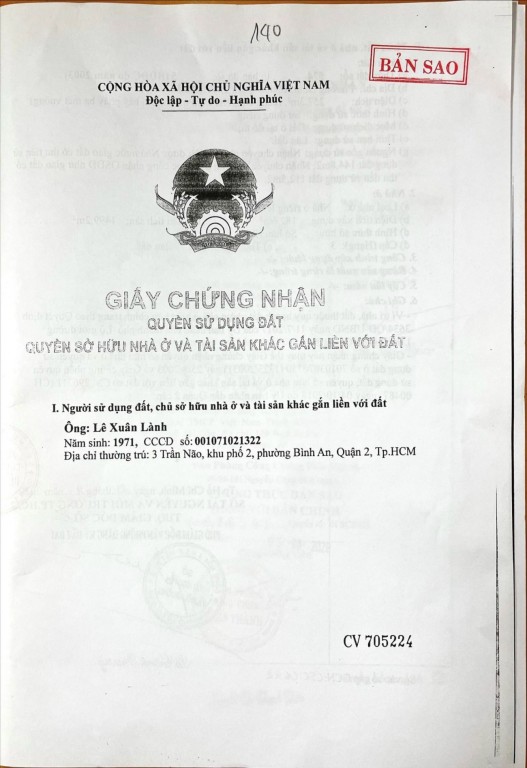 190
BẢN SAO
CỘNG HÒA XÃ HỘI CHỦ NGHĨA VIỆT NAM
Độc lập - Tự do - Hạnh phúc
GIẤY CHỨNG NHẬN
QUYỀN SỬ DỤNG ĐẤT
QUYỀN SỞ HỮU NHÀ Ở VÀ TÀI SẢN KHÁC GẮN LIỀN VỚI ĐẤT
I. Người sử dụng đất, chủ sở hữu nhà ở và tài sản khác gắn liền với đất
Ông: Lê Xuân Lành
Năm sinh: 1971, CCCD số: 001071021322
Địa chỉ thường trú: 3 Trần Não, khu phố 2, phường Bình An, Quận 2, Tp.HCM
CV 705224